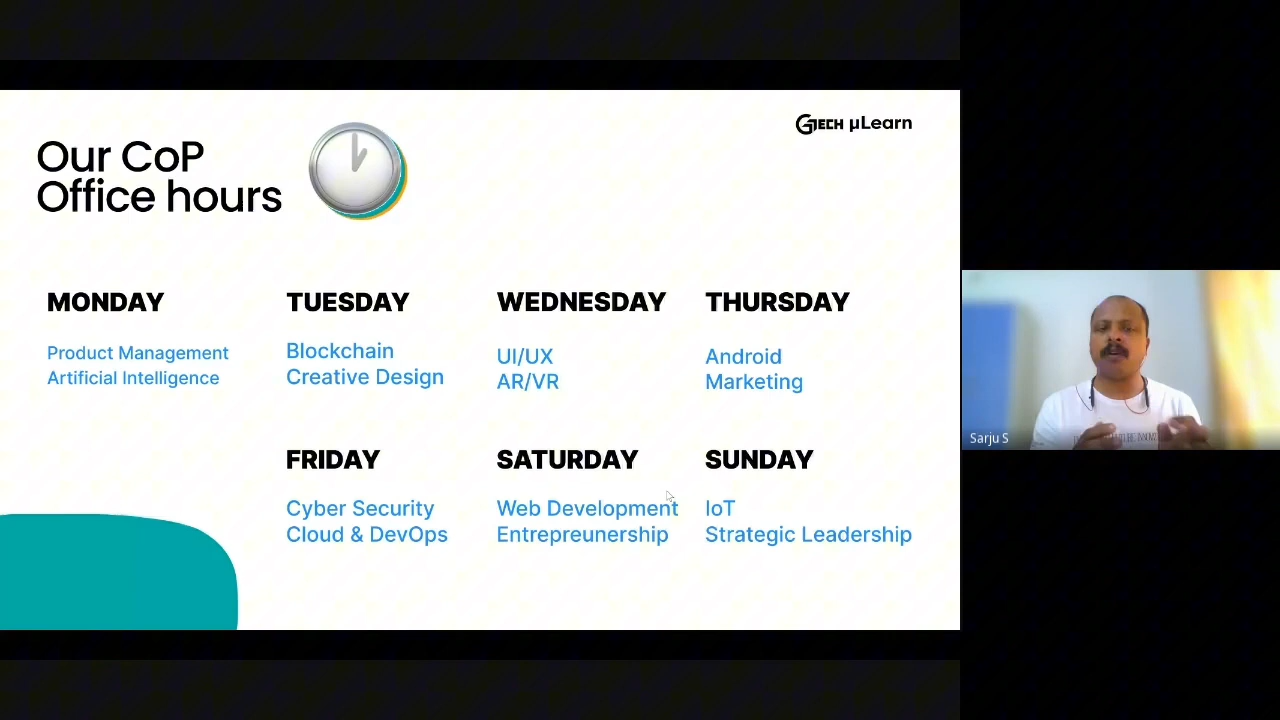 Our CoP
Office hours
GTECH µLearn
MONDAY
Product Management
Artificial Intelligence
TUESDAY
Blockchain
Creative Design
WEDNESDAY
UI/UX
AR/VR
THURSDAY
Android
Marketing
FRIDAY
Cyber Security
Cloud & DevOps
SATURDAY
Web Development
Entrepreunership
SUNDAY
IoT
Strategic Leadership
Sarju S